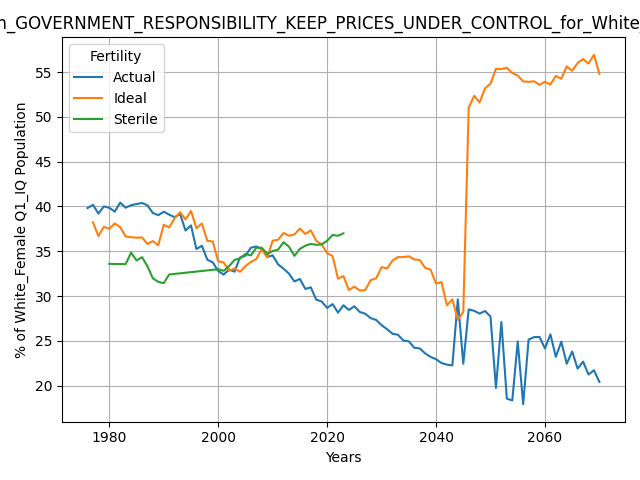 n_GOVERNMENT_RESPONSIBILITY_KEEP_PRICES_UNDER_CONTROL_for_White_
Fertility
Actual
Ideal
Sterile
% of White_Female Q1_IQ Population
55
50
45
40
35
30
25
20
1980
2000
2020
2040
2060
Years